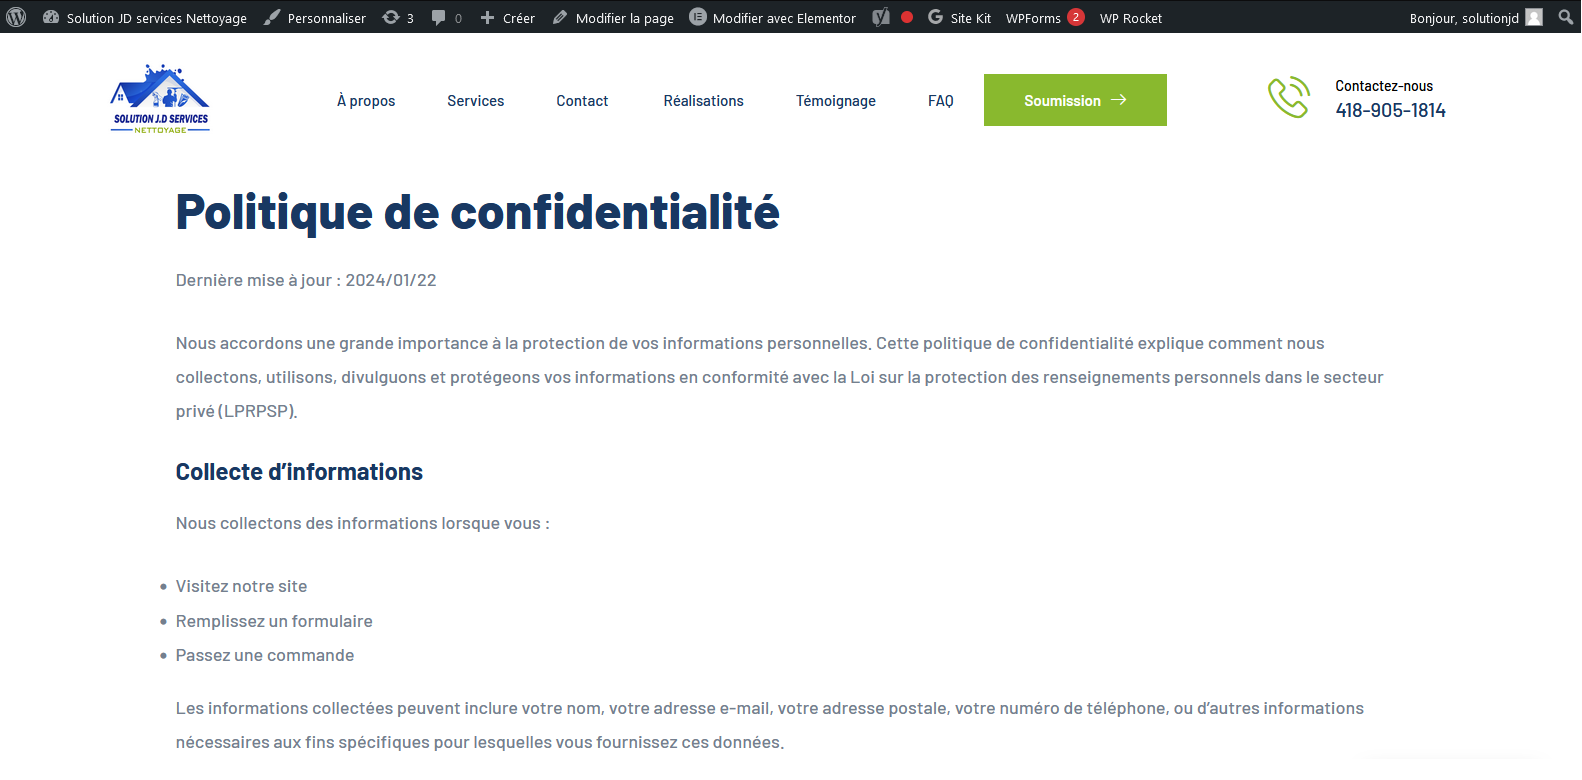 Solution JD services Nettoyage Personnaliser 3 0 Créer Modifier la page Modifier avec Elementor Site Kit WPForms 2 WP Rocket Bonjour, solutionjd
SOLUTION J.D SERVICES
NETTOYAGE
À propos Services Contact Réalisations Témoignage FAQ Soumission
Contactez-nous
418-905-1814
Politique de confidentialité
Dernière mise à jour : 2024/01/22
Nous accordons une grande importance à la protection de vos informations personnelles. Cette politique de confidentialité explique comment nous
collectons, utilisons, divulguons et protégeons vos informations en conformité avec la Loi sur la protection des renseignements personnels dans le secteur
privé (LPRPSP).
Collecte d’informations
Nous collectons des informations lorsque vous :
• Visitez notre site
• Remplissez un formulaire
• Passez une commande
Les informations collectées peuvent inclure votre nom, votre adresse e-mail, votre adresse postale, votre numéro de téléphone, ou d’autres informations
nécessaires aux fins spécifiques pour lesquelles vous fournissez ces données.